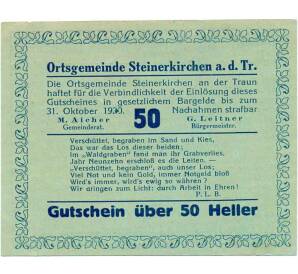 Ortsgemeinde Steinerkirchen a. d. Tr.
Die Ortsgemeinde Steinerkirchen an der Traun
haftet für die Verbindlichkeit der Einlösung dieses
Gutscheines in gesetzlichem Bargelde bis zum
31. Oktober 1920. 50 Nachahmen strafbar
M. Aicher G. Leitner
Gemeinderat. Bürgermeister.
Verschüttet, begraben im Sand und Kies,
Das war das Los dieser beiden:
Im „Waldgraben" fand man ihr Grabverlies,
Jahr Neunzehn erschloß es die Leiten. —
„Verschüttet, begraben, auch unser Los,
Viel Not und kein Gold, immer Notgeld bloß
Wird's immer, wird's ewig so währen?
Wir ringen zum Licht: durch Arbeit in Ehren!
P. L. B.
Gutschein über 50 Heller